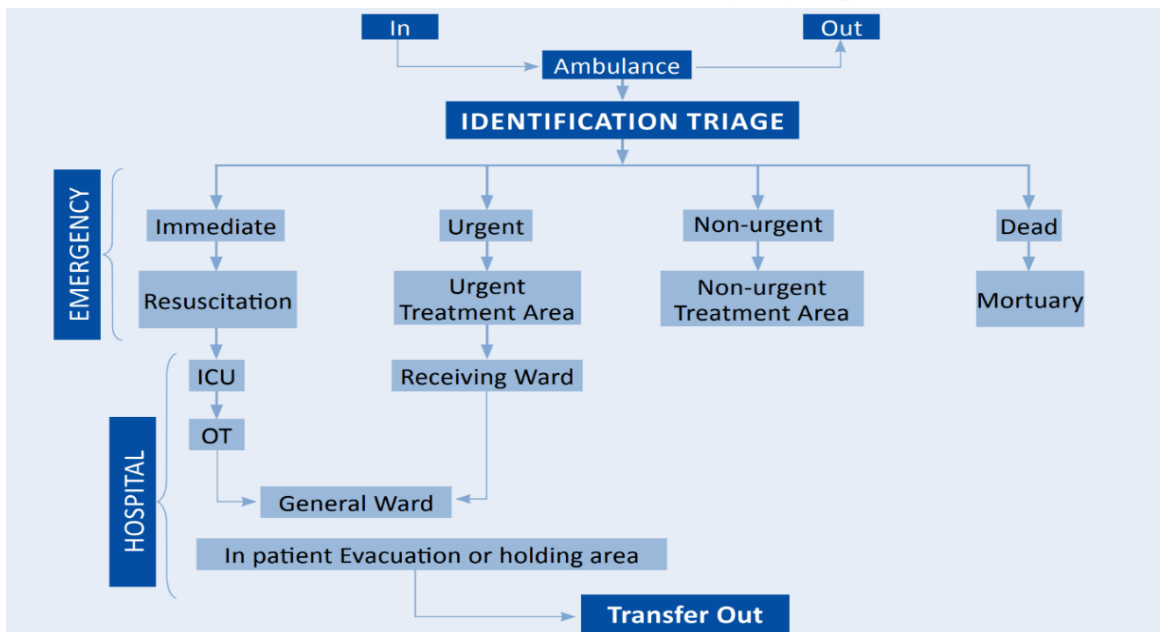 In
Out
Ambulance
IDENTIFICATION TRIAGE
EMERGENCY
Immediate
Urgent
Non-urgent
Dead
Resuscitation
Urgent
Treatment Area
Non-urgent
Treatment Area
Mortuary
HOSPITAL
ICU
Receiving Ward
OT
General Ward
In patient Evacuation or holding area
Transfer Out